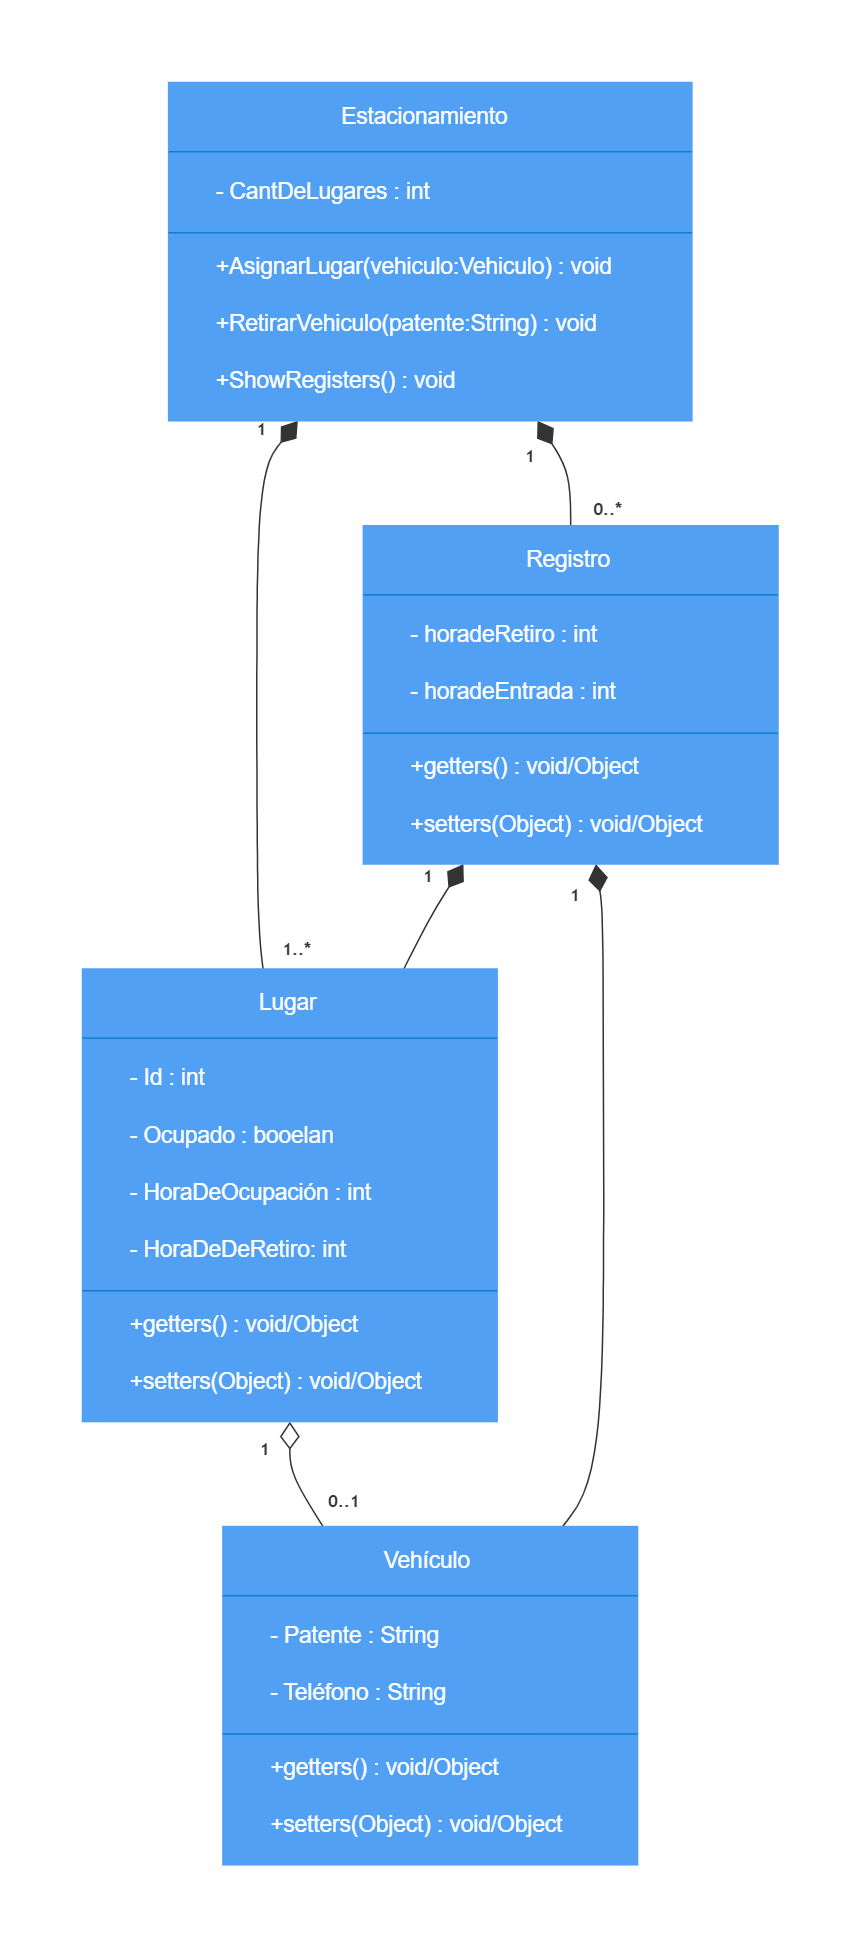 Estacionamiento
- CantDeLugares : int
+AsignarLugar(vehiculo:Vehiculo) : void
+RetirarVehiculo(patente:String) : void
+ShowRegisters() : void
1
1
0..*
Registro
- horadeRetiro : int
- horadeEntrada : int
+getters() : void/Object
+setters(Object) : void/Object
1
1
1..*
Lugar
- Id : int
- Ocupado : booelan
- HoraDeOcupación : int
- HoraDeDeRetiro: int
+getters() : void/Object
+setters(Object) : void/Object
1
0..1
Vehículo
- Patente : String
- Teléfono : String
+getters() : void/Object
+setters(Object) : void/Object